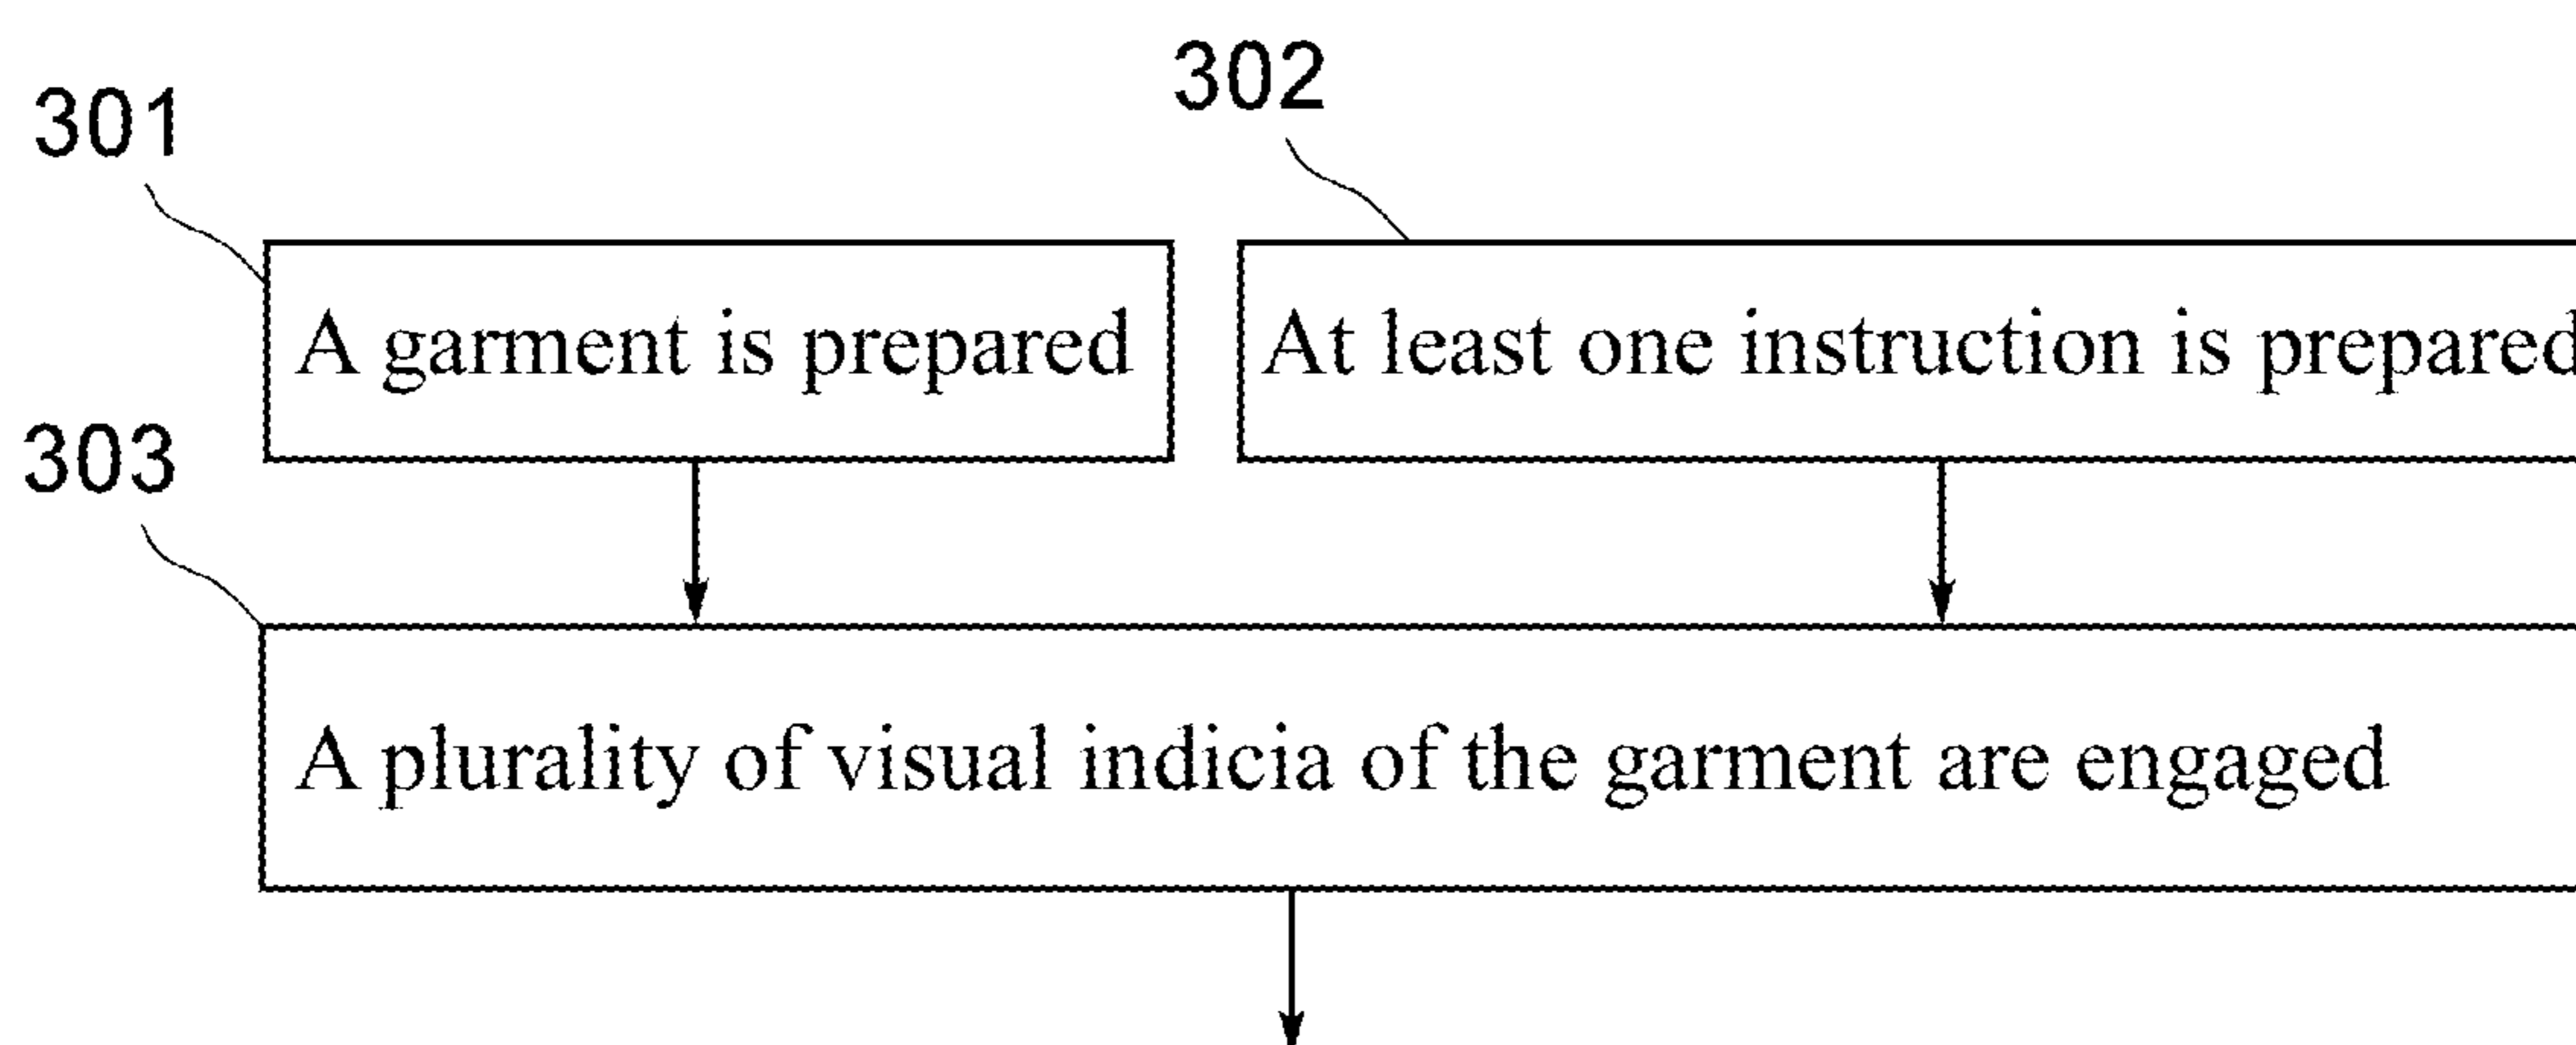 302
301
A garment is prepared
At least one instruction is prepared
303
A plurality of visual indicia of the garment are engaged